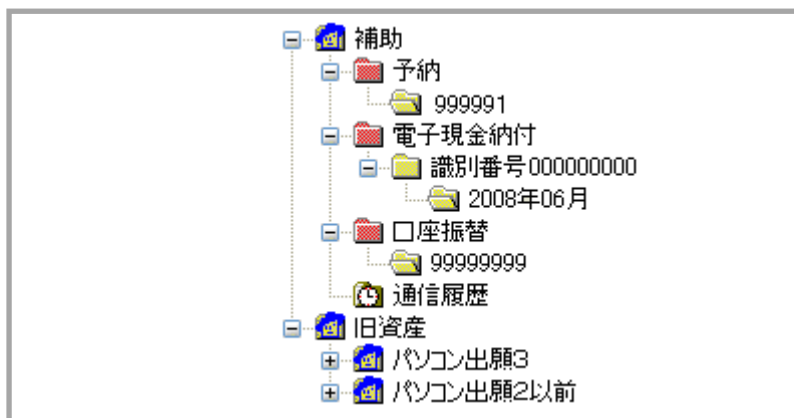 補助
予納
999991
電子現金納付
識別番号000000000
2008年06月
口座振替
99999999
通信履歴
旧資産
パソコン出願3
パソコン出願2以前